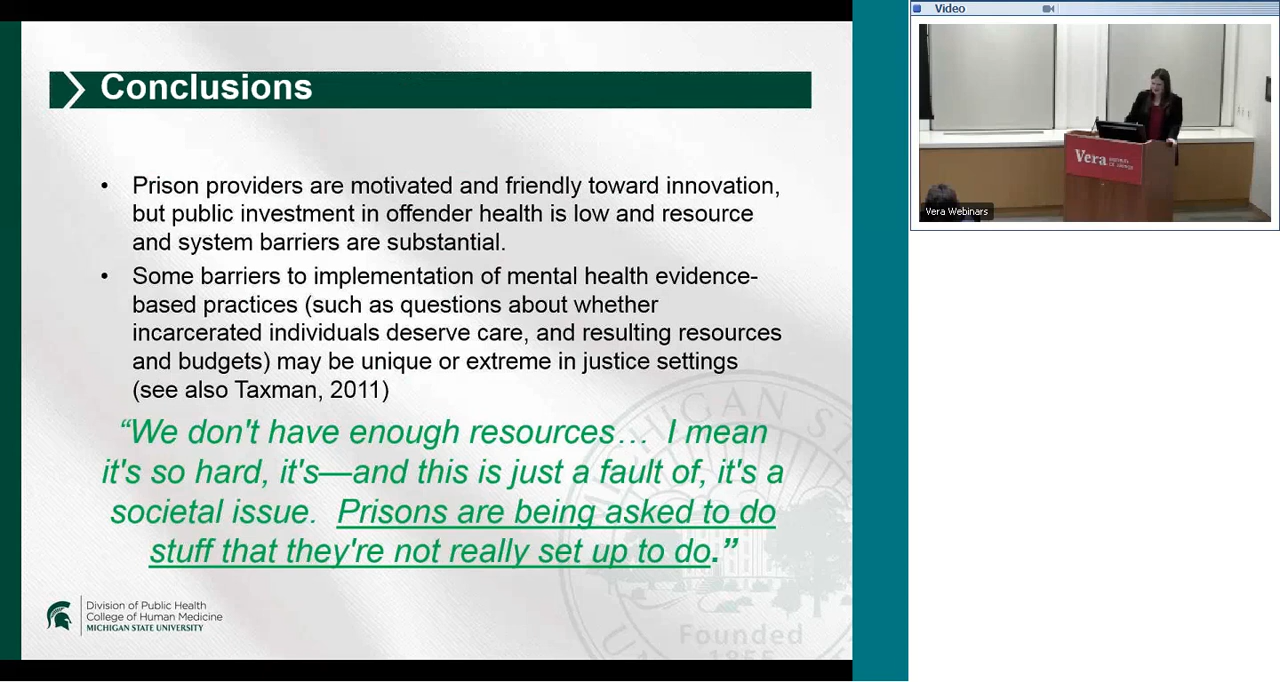 Conclusions
• Prison providers are motivated and friendly toward innovation,
but public investment in offender health is low and resource
and system barriers are substantial.
• Some barriers to implementation of mental health evidence-
based practices (such as questions about whether
incarcerated individuals deserve care, and resulting resources
and budgets) may be unique or extreme in justice settings
(see also Taxman, 2011)
“We don't have enough resources… I mean
it's so hard, it's—and this is just a fault of, it's a
societal issue. Prisons are being asked to do
stuff that they're not really set up to do.”
Division of Public Health
College of Human Medicine
MICHIGAN STATE UNIVERSITY
MICHIGAN STA
Founded
1855
Video
Vera
Vera Webinars